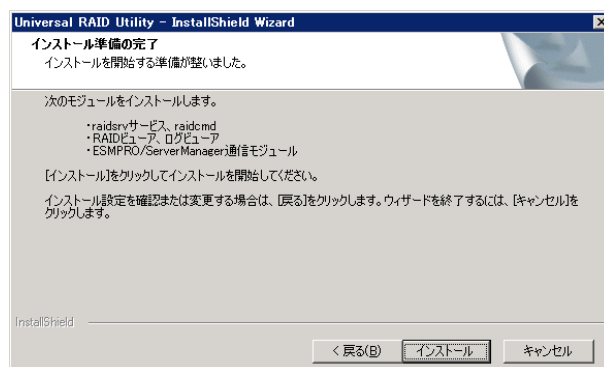 Universal RAID Utility - InstallShield Wizard
インストール準備の完了
インストールを開始する準備が整いました。
次のモジュールをインストールします。
・raidsrvサービス、raidcmd
・RAIDビューア、ログビューア
・ESMPRO/ServerManager通信モジュール
[インストール]をクリックしてインストールを開始してください。
インストール設定を確認または変更する場合は、[戻る]をクリックします。ウィザードを終了するには、[キャンセル]を
クリックします。
InstallShield
< 戻る(B)
インストール
キャンセル